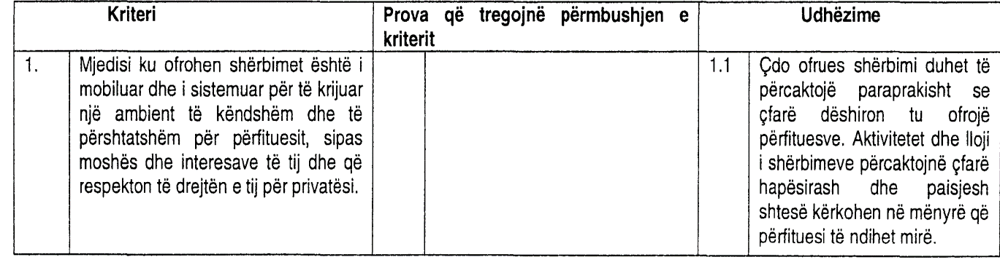 Kriteri
Prova që tregojnë përmbushjen e
kriterit
Udhëzime
1.
Mjedisi ku ofrohen shërbimet është i
mobiluar dhe i sistemuar për të krijuar
një ambient të këndshëm dhe të
përshtatshëm për përfituesit, sipas
moshës dhe interesave të tij dhe që
respekton të drejtën e tij për privatësi.
1.1
Çdo ofrues shërbimi duhet të
përcaktojë paraprakisht se
çfarë dëshiron tu ofrojë
përfituesve. Aktivitetet dhe lloji
i shërbimeve përcaktojnë çfarë
hapësirash dhe paisjesh
shtesë kërkohen në mënyrë që
përfituesi të ndihet mirë.